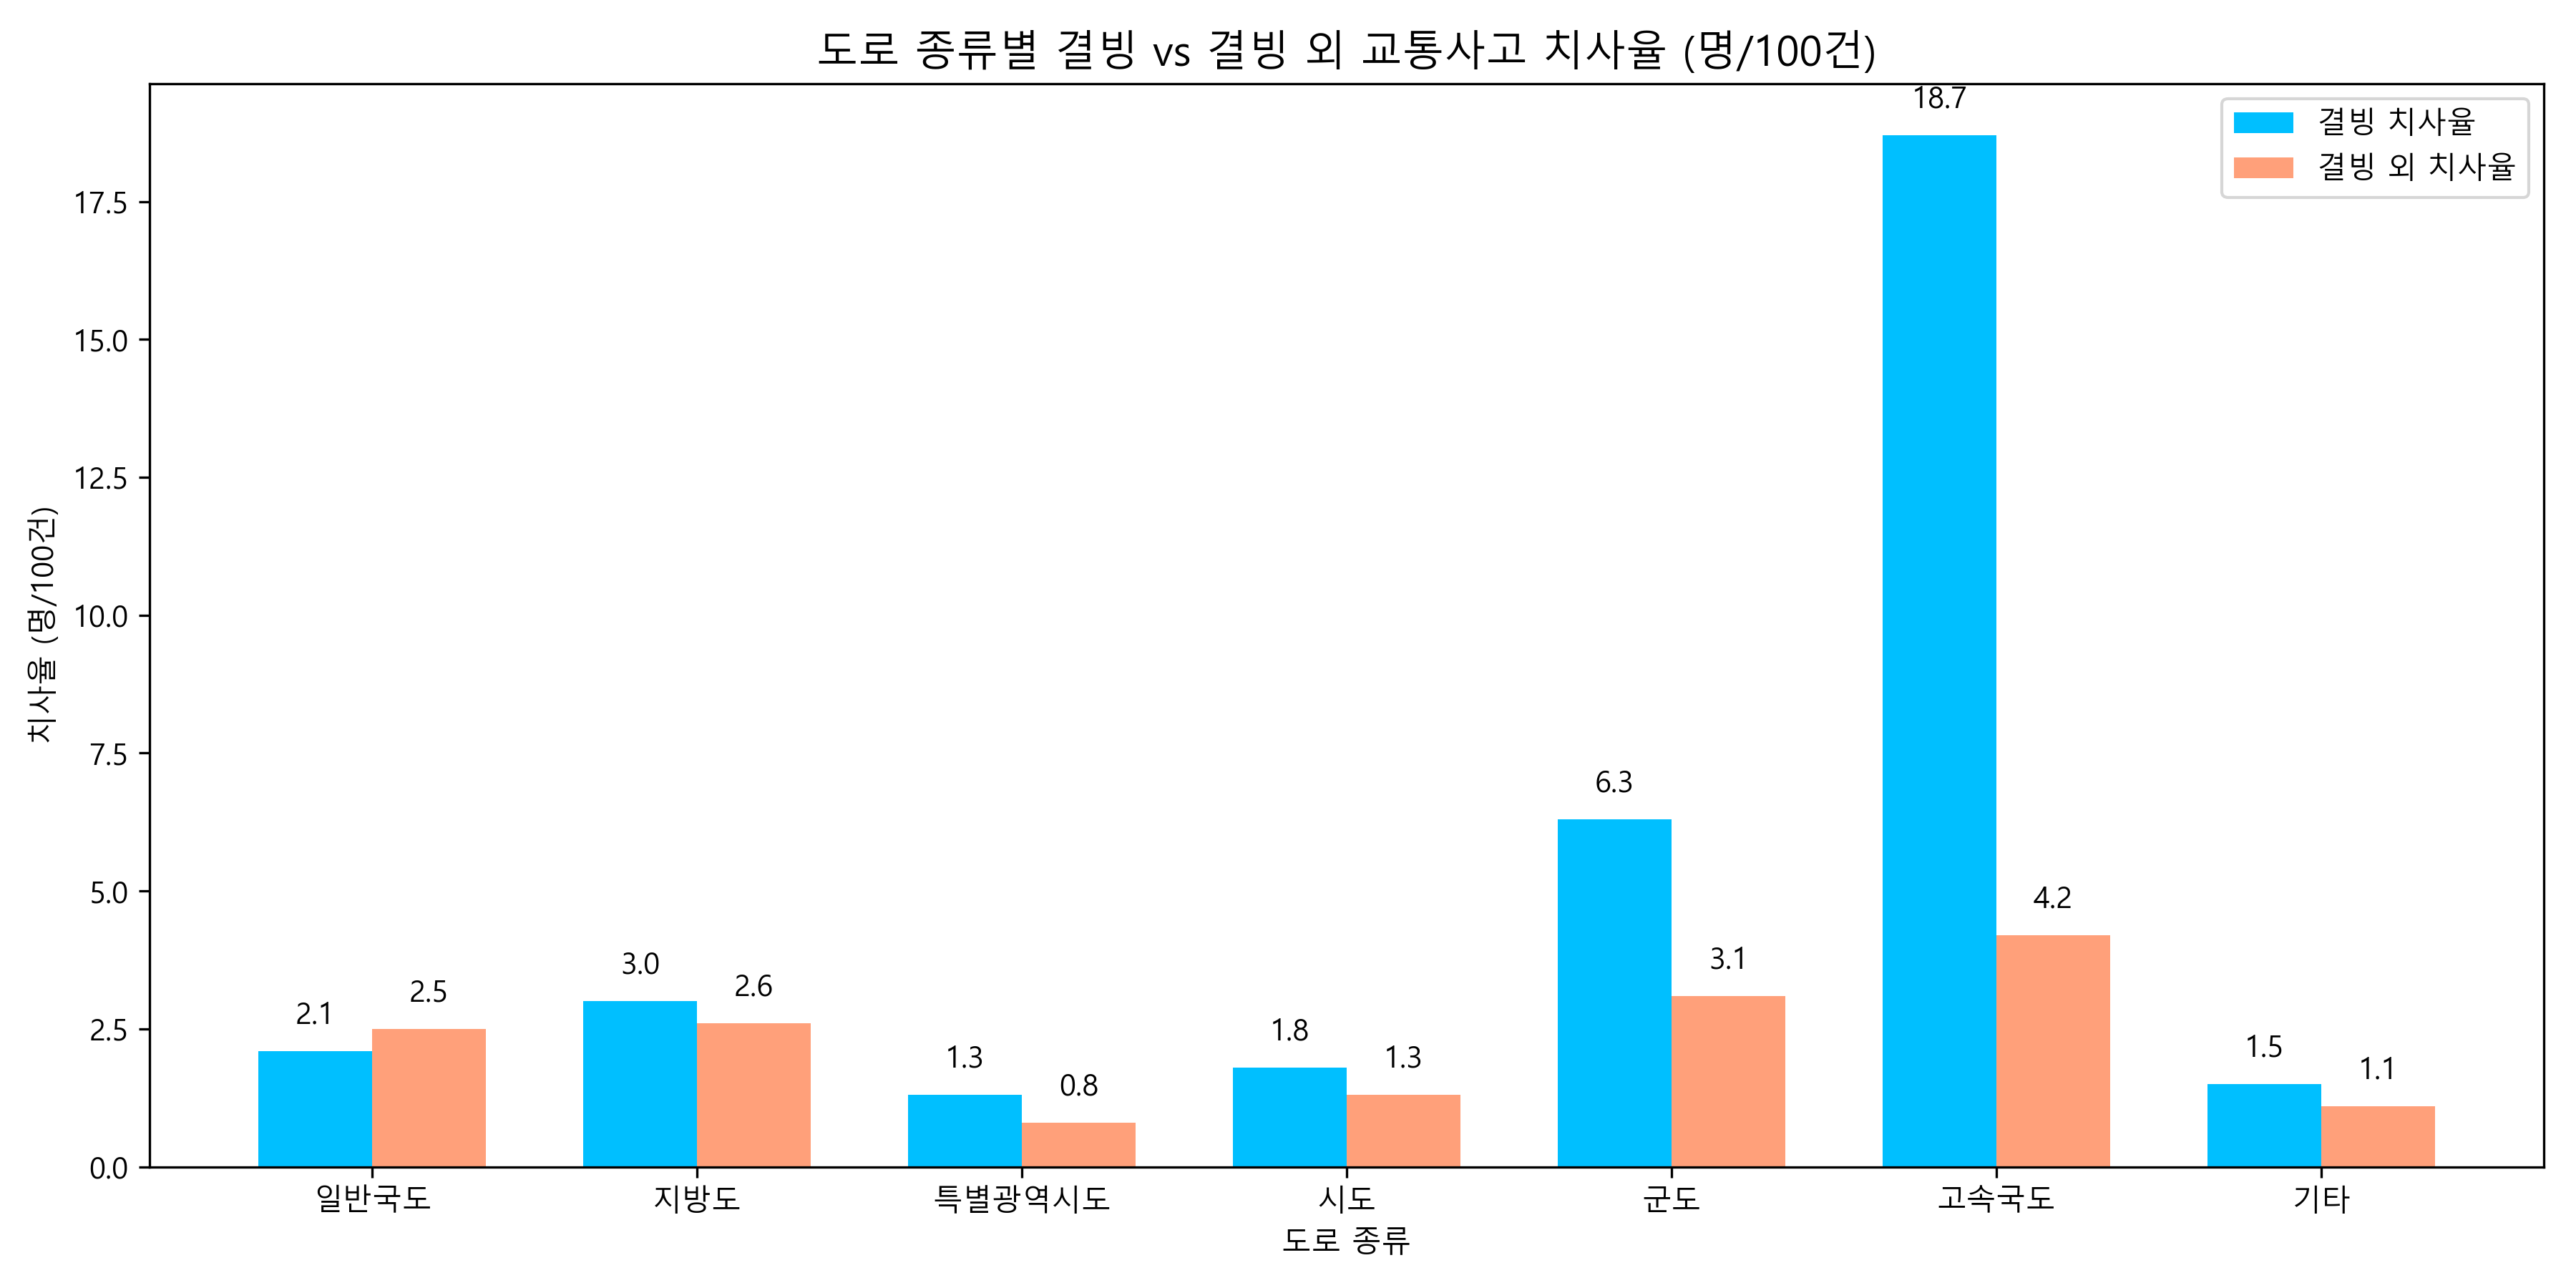 도로 종류별 결빙 vs 결빙 외 교통사고 치사율 (명/100건)
결빙 치사율
결빙 외 치사율
치사율 (명/100건)
17.5
15.0
12.5
10.0
7.5
5.0
2.5
0.0
2.1
2.5
3.0
2.6
1.3
0.8
1.8
1.3
6.3
3.1
18.7
4.2
1.5
1.1
일반국도
지방도
특별광역시도
시도
군도
고속국도
기타
도로 종류